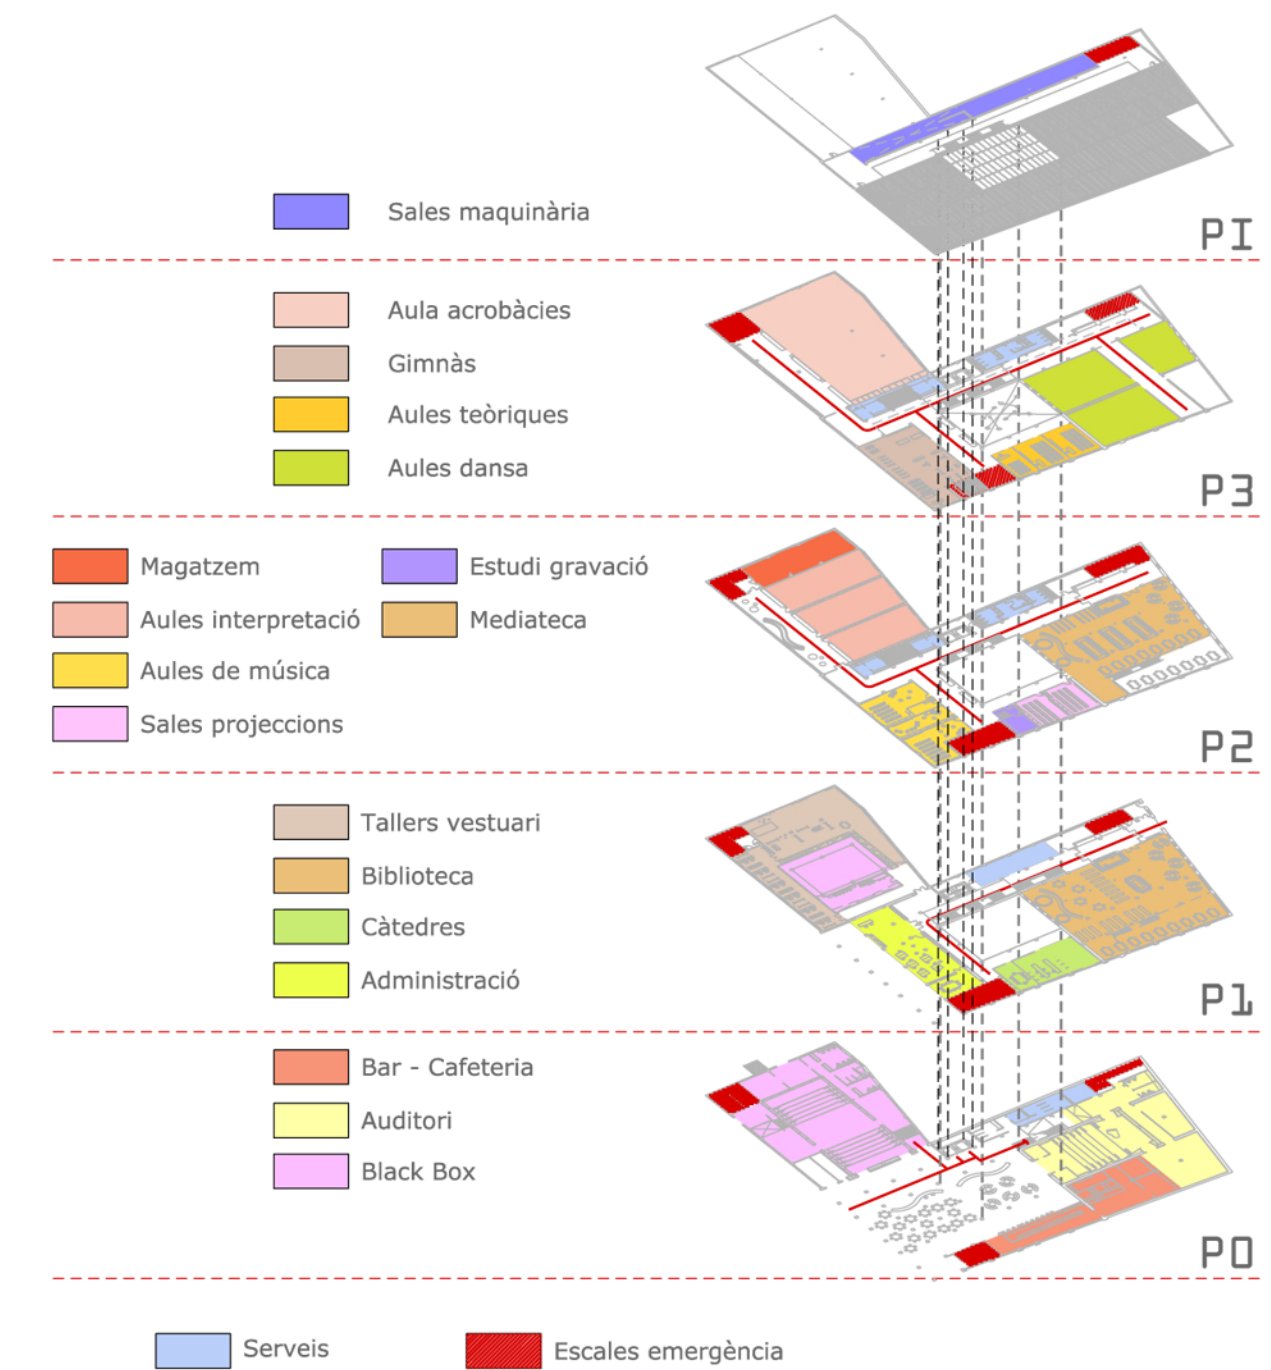 Sales maquinària
PI
Aula acrobàcies
Gimnàs
Aules teòriques
Aules dansa
P3
Magatzem
Estudi gravació
Aules interpretació
Mediateca
Aules de música
Sales projeccions
P2
Tallers vestuari
Biblioteca
Càtedres
Administració
P1
Bar - Cafeteria
Auditori
Black Box
P0
Serveis
Escales emergència